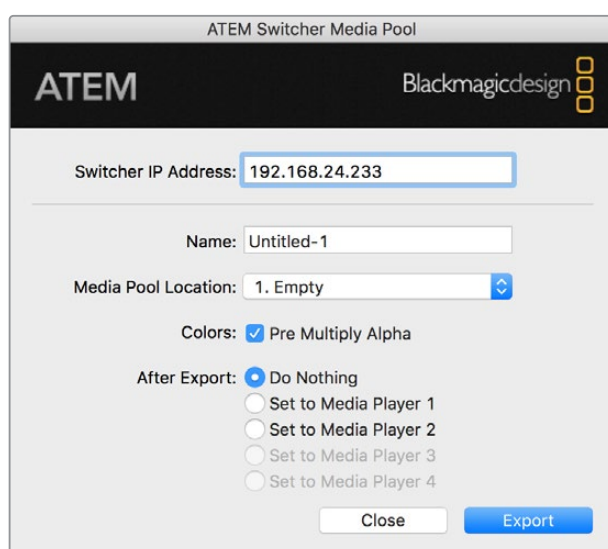 ATEM Switcher Media Pool
ATEM
Blackmagicdesign
Switcher IP Address: 192.168.24.233
Name: Untitled-1
Media Pool Location: 1. Empty
Colors: Pre Multiply Alpha
After Export: Do Nothing
Set to Media Player 1
Set to Media Player 2
Set to Media Player 3
Set to Media Player 4
Close Export